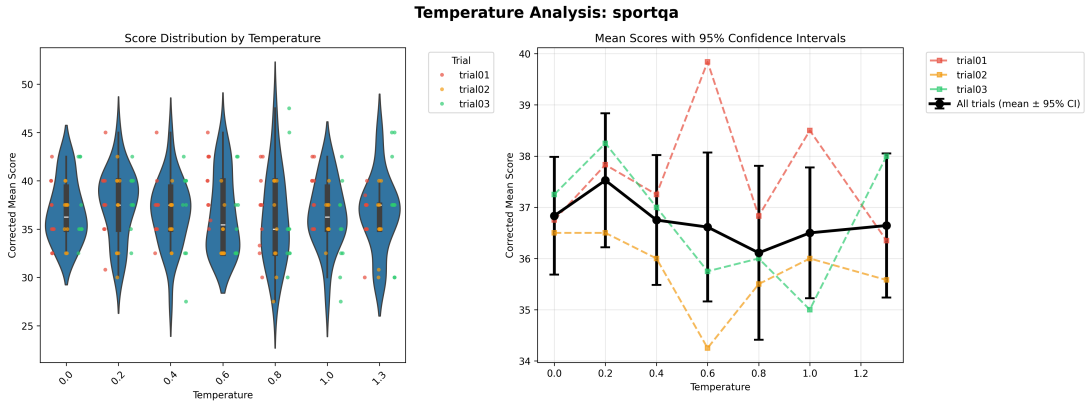 Temperature Analysis: sportqa
Score Distribution by Temperature
Corrected Mean Score
50
45
40
35
30
25
0.0
0.2
0.4
0.6
0.8
1.0
1.3
Temperature
Trial
trial01
trial02
trial03
Mean Scores with 95% Confidence Intervals
Corrected Mean Score
40
39
38
37
36
35
34
0.0
0.2
0.4
0.6
0.8
1.0
1.2
Temperature
trial01
trial02
trial03
All trials (mean ± 95% CI)